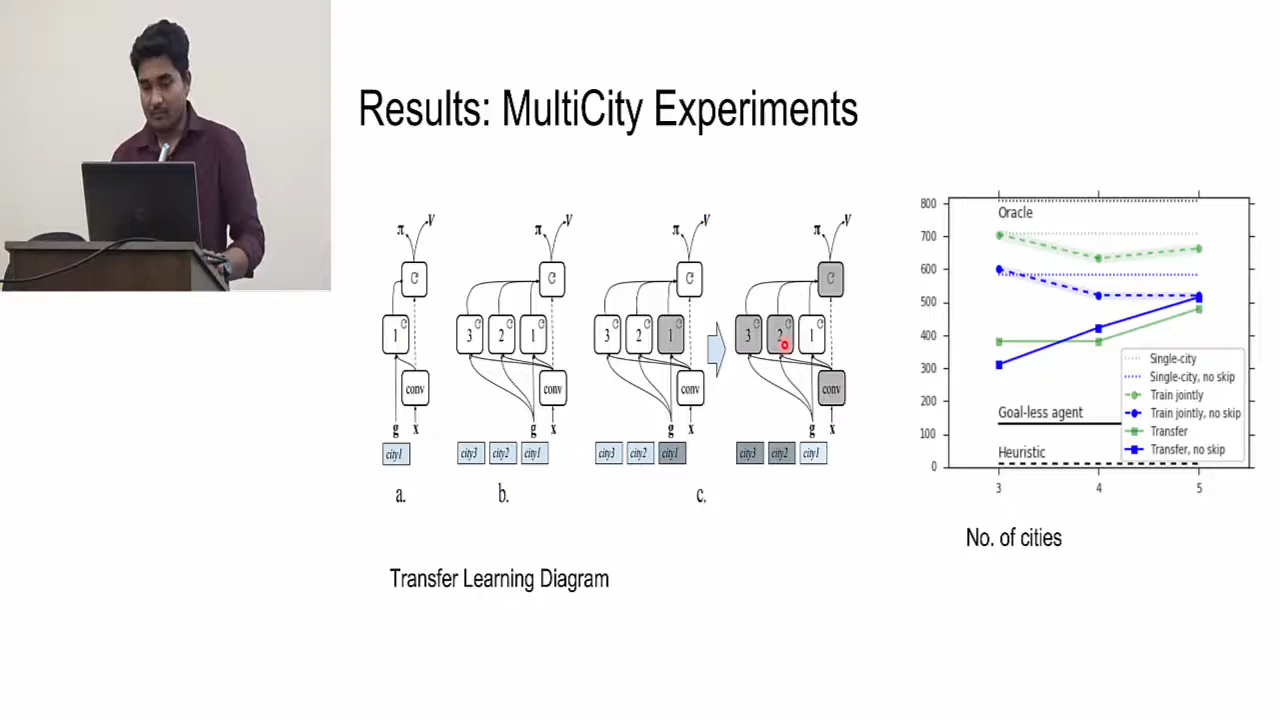 Results: MultiCity Experiments
π V
π V
π V
π V
C
C
C
C
1 C
3 C 2 C 1 C
3 C 2 C 1 C
3 C 2 C 1 C
conv
conv
conv
conv
g x
g x
g x
g x
city1
city3 city2 city1
city3 city2 city1
city3 city2 city1
a.
b.
c.
Transfer Learning Diagram
800
700
600
500
400
300
200
100
0
Oracle
Goal-less agent
Heuristic
Single-city
Single-city, no skip
Train jointly
Train jointly, no skip
Transfer
Transfer, no skip
3 4 5
No. of cities